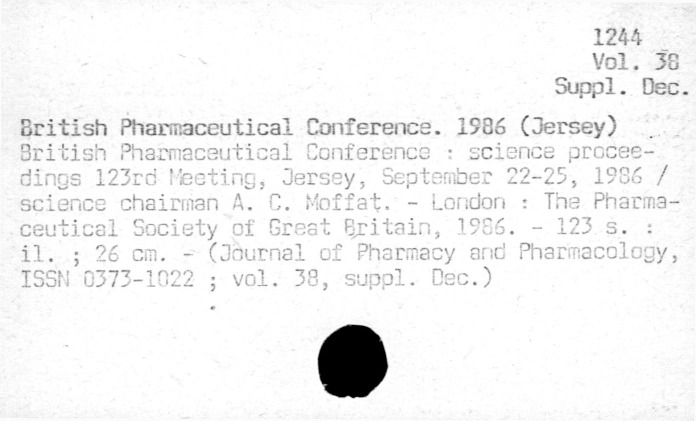 1244
Vol. 38
Suppl. Dec.
British Pharmaceutical Conference. 1986 (Jersey)
British Pharmaceutical Conference : science procee-
dings 123rd Meeting, Jersey, September 22-25, 1986 /
science chairman A. C. Moffat. - London : The Pharma-
ceutical Society of Great Britain, 1986. - 123 s. :
il. ; 26 cm. - (Journal of Pharmacy and Pharmacology,
ISSN 0373-1022 ; vol. 38, suppl. Dec.)